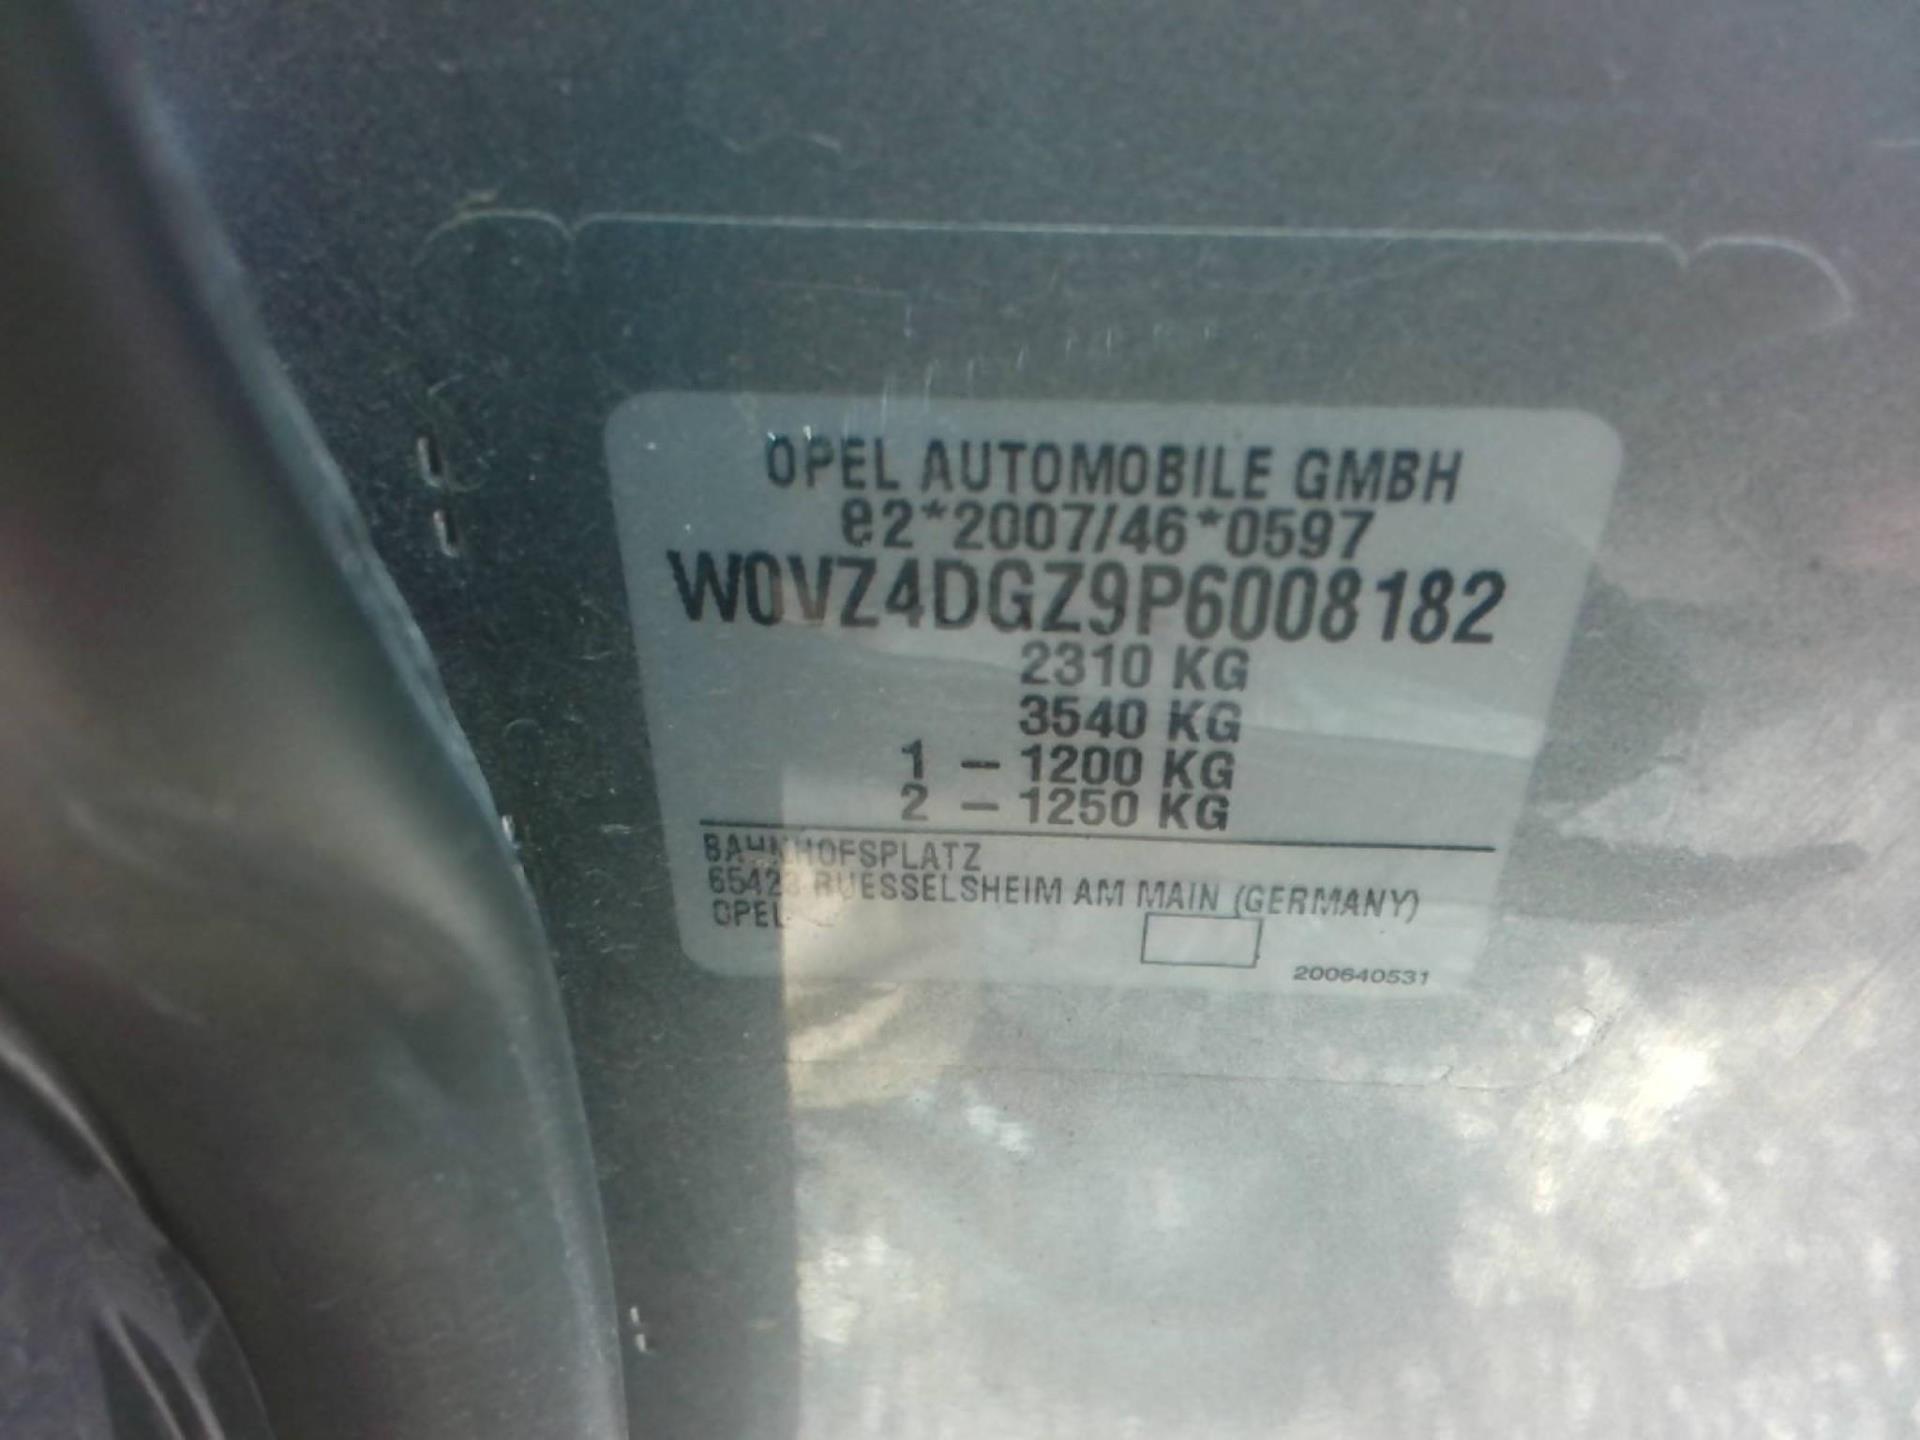 OPEL AUTOMOBILE GMBH
e2*2007/46*0597
W0VZ4DGZ9P6008182
2310 KG
3540 KG
1 - 1200 KG
2 - 1250 KG
BAHNHOFSPLATZ
65423 RUESSELSHEIM AM MAIN (GERMANY)
OPEL
200640531